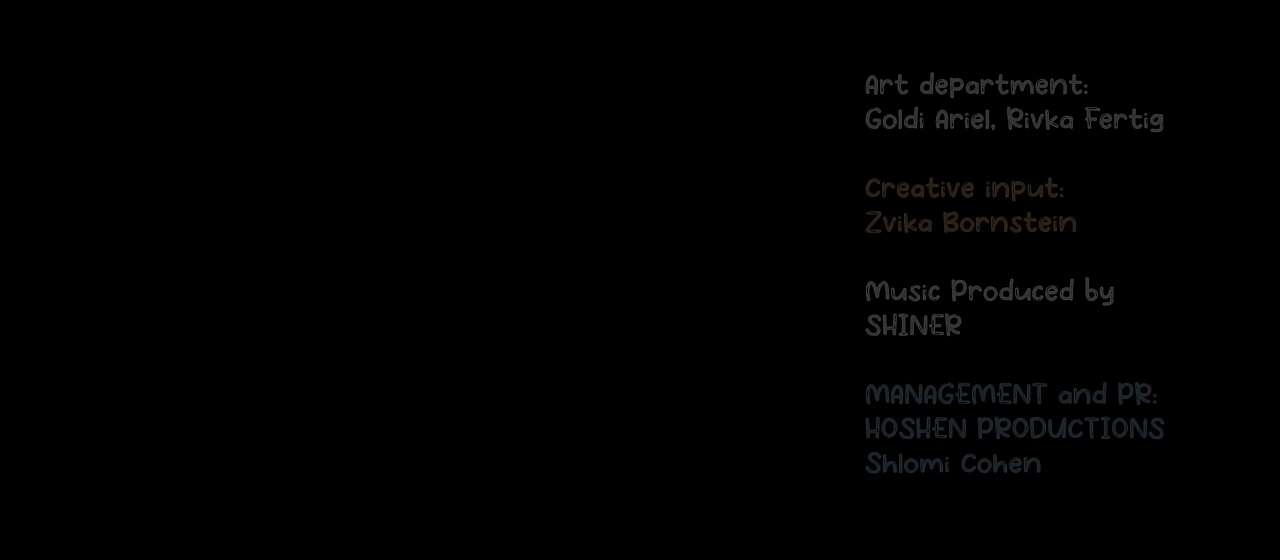 Art department:
Goldi Ariel, Rivka Fertig
Creative input:
Zvika Bornstein
Music Produced by
SHINER
MANAGEMENT and PR:
HOSHEN PRODUCTIONS
Shlomi Cohen